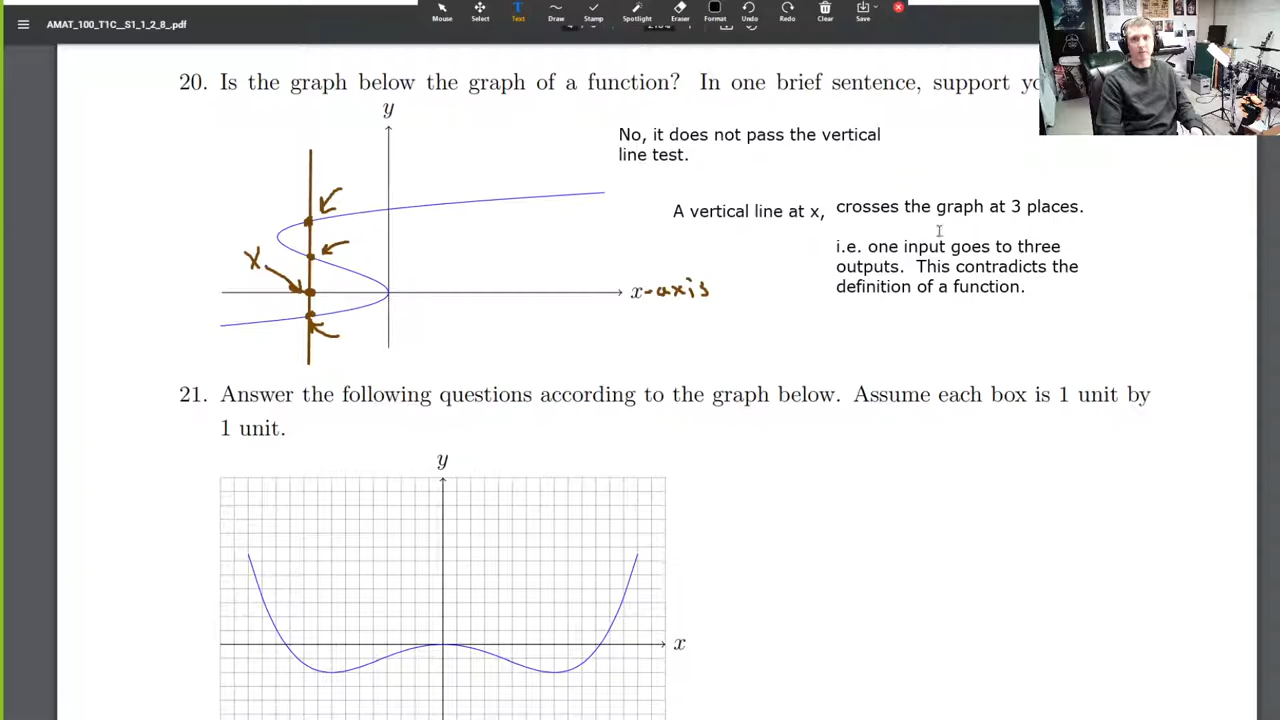 AMAT_100_T1C__S1_1_2_8_.pdf
Mouse Select Text Draw Stamp Spotlight Eraser Format Undo Redo Clear Save
20. Is the graph below the graph of a function? In one brief sentence, support yo
y
No, it does not pass the vertical
line test.
A vertical line at x, crosses the graph at 3 places.
i.e. one input goes to three
outputs. This contradicts the
definition of a function.
X
x-axis
21. Answer the following questions according to the graph below. Assume each box is 1 unit by
1 unit.
y
x